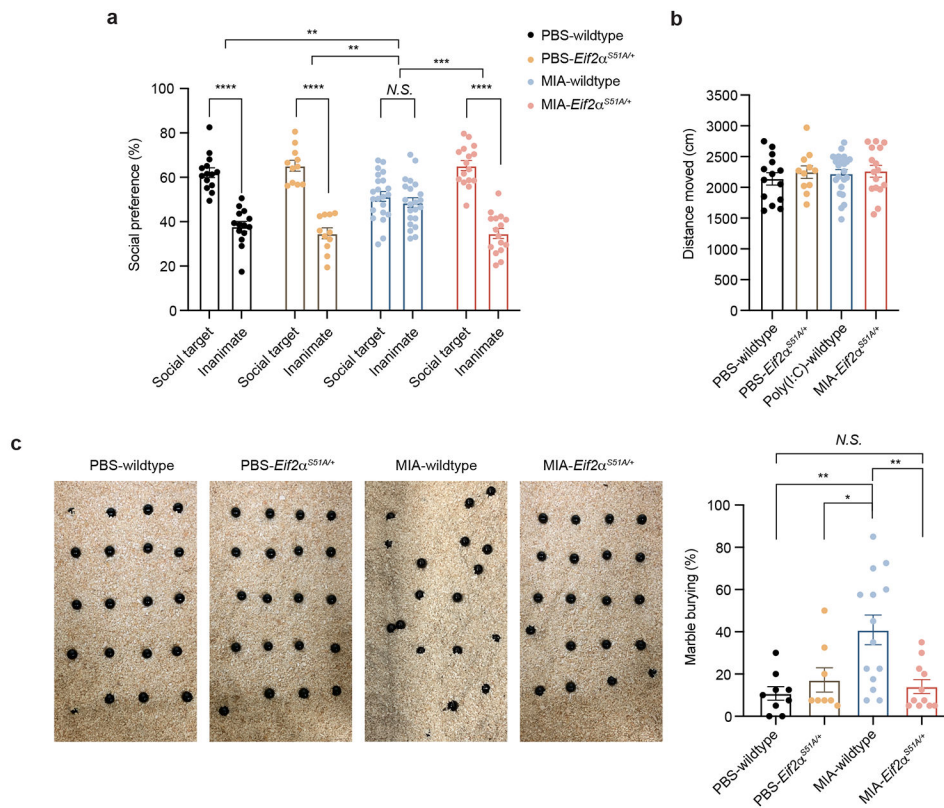 a
**
**
***
****
****
N.S.
****
Social preference (%)
100
80
60
40
20
0
Social target
Inanimate
Social target
Inanimate
Social target
Inanimate
Social target
Inanimate
PBS-wildtype
PBS-Eif2α^S51A/+
MIA-wildtype
MIA-Eif2α^S51A/+
b
Distance moved (cm)
3500
3000
2500
2000
1500
1000
500
0
PBS-wildtype
PBS-Eif2α^S51A/+
Poly(I:C)-wildtype
MIA-Eif2α^S51A/+
c
PBS-wildtype
PBS-Eif2α^S51A/+
MIA-wildtype
MIA-Eif2α^S51A/+
N.S.
**
**
*
Marble burying (%)
100
80
60
40
20
0
PBS-wildtype
PBS-Eif2α^S51A/+
MIA-wildtype
MIA-Eif2α^S51A/+